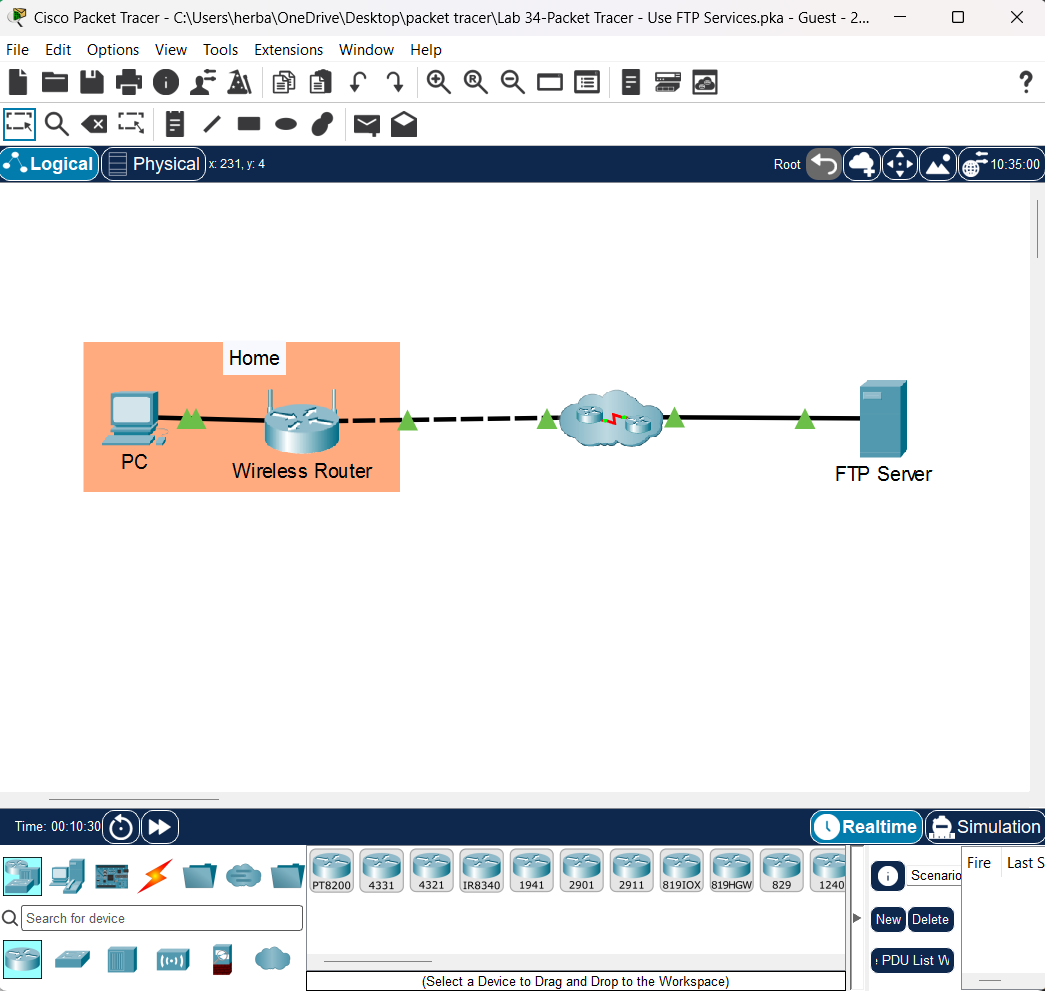 Cisco Packet Tracer - C:\Users\herba\OneDrive\Desktop\packet tracer\Lab 34-Packet Tracer - Use FTP Services.pka - Guest - 2...
File Edit Options View Tools Extensions Window Help
Logical Physical x: 231, y: 4 Root 10:35:00
Home
PC
Wireless Router
FTP Server
Time: 00:10:30 Realtime Simulation
PT8200 4331 4321 IR8340 1941 2901 2911 819IOX 819HGW 829 1240
Search for device
(Select a Device to Drag and Drop to the Workspace)
Scenario
New Delete
PDU List W
Fire Last S